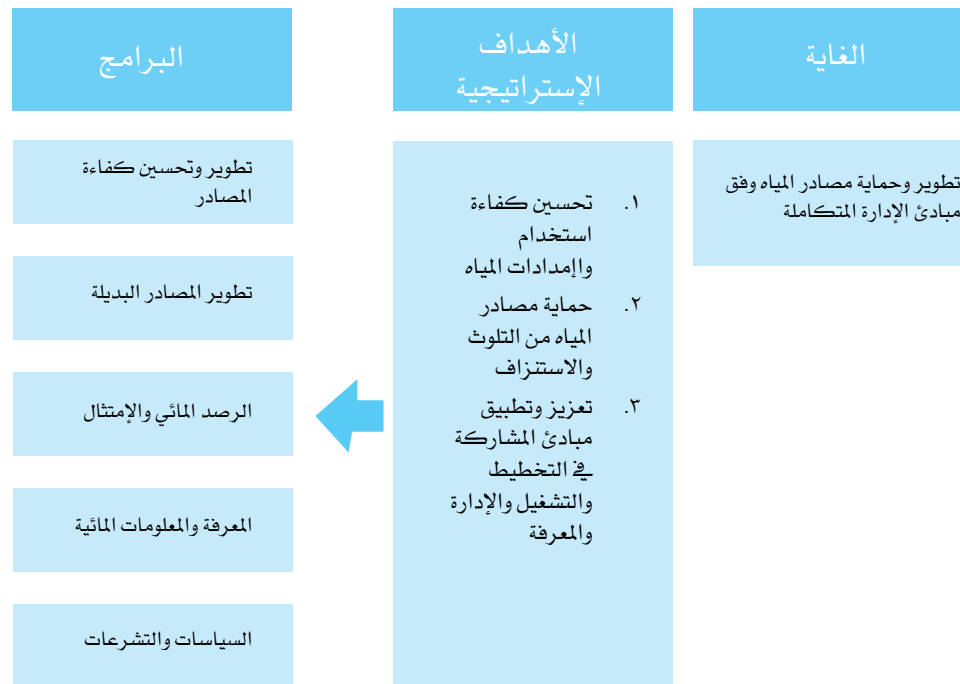 الغاية
تطوير وحماية مصادر المياه وفق
مبادئ الإدارة المتكاملة
الأهداف
الإستراتيجية
١. تحسين كفاءة
استخدام
واإمدادات المياه
٢. حماية مصادر
المياه من التلوث
والاستنزاف
٣. تعزيز وتطبيق
مبادئ المشاركة
في التخطيط
والتشغيل والإدارة
والمعرفة
البرامج
تطوير وتحسين كفاءة
المصادر
تطوير المصادر البديلة
الرصد المائي والإمتثال
المعرفة والمعلومات المائية
السياسات والتشرعات